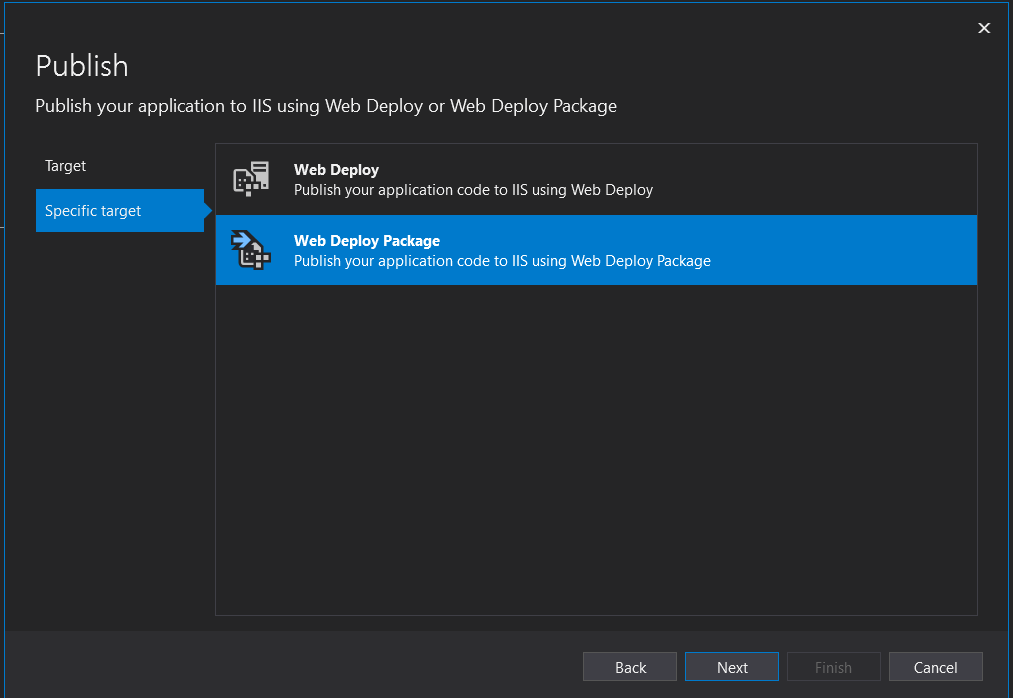 Publish
Publish your application to IIS using Web Deploy or Web Deploy Package
Target
Specific target
Web Deploy
Publish your application code to IIS using Web Deploy
Web Deploy Package
Publish your application code to IIS using Web Deploy Package
Back
Next
Finish
Cancel